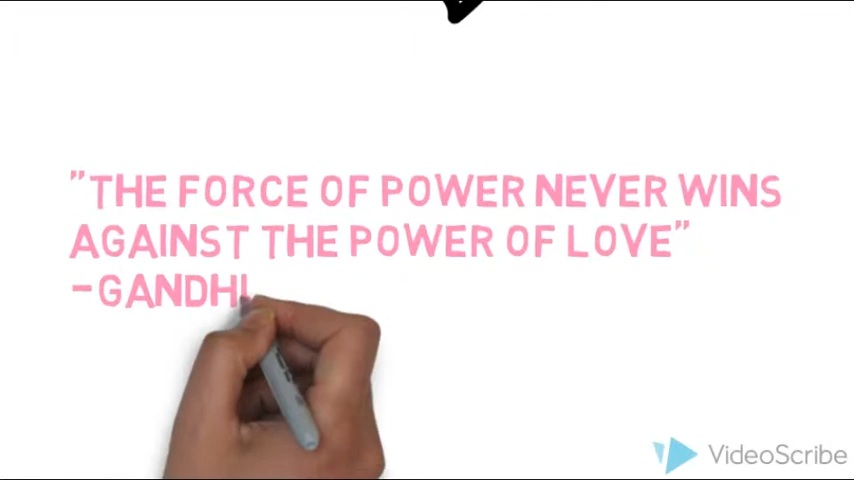 "THE FORCE OF POWER NEVER WINS
AGAINST THE POWER OF LOVE"
-GANDHI
VideoScribe